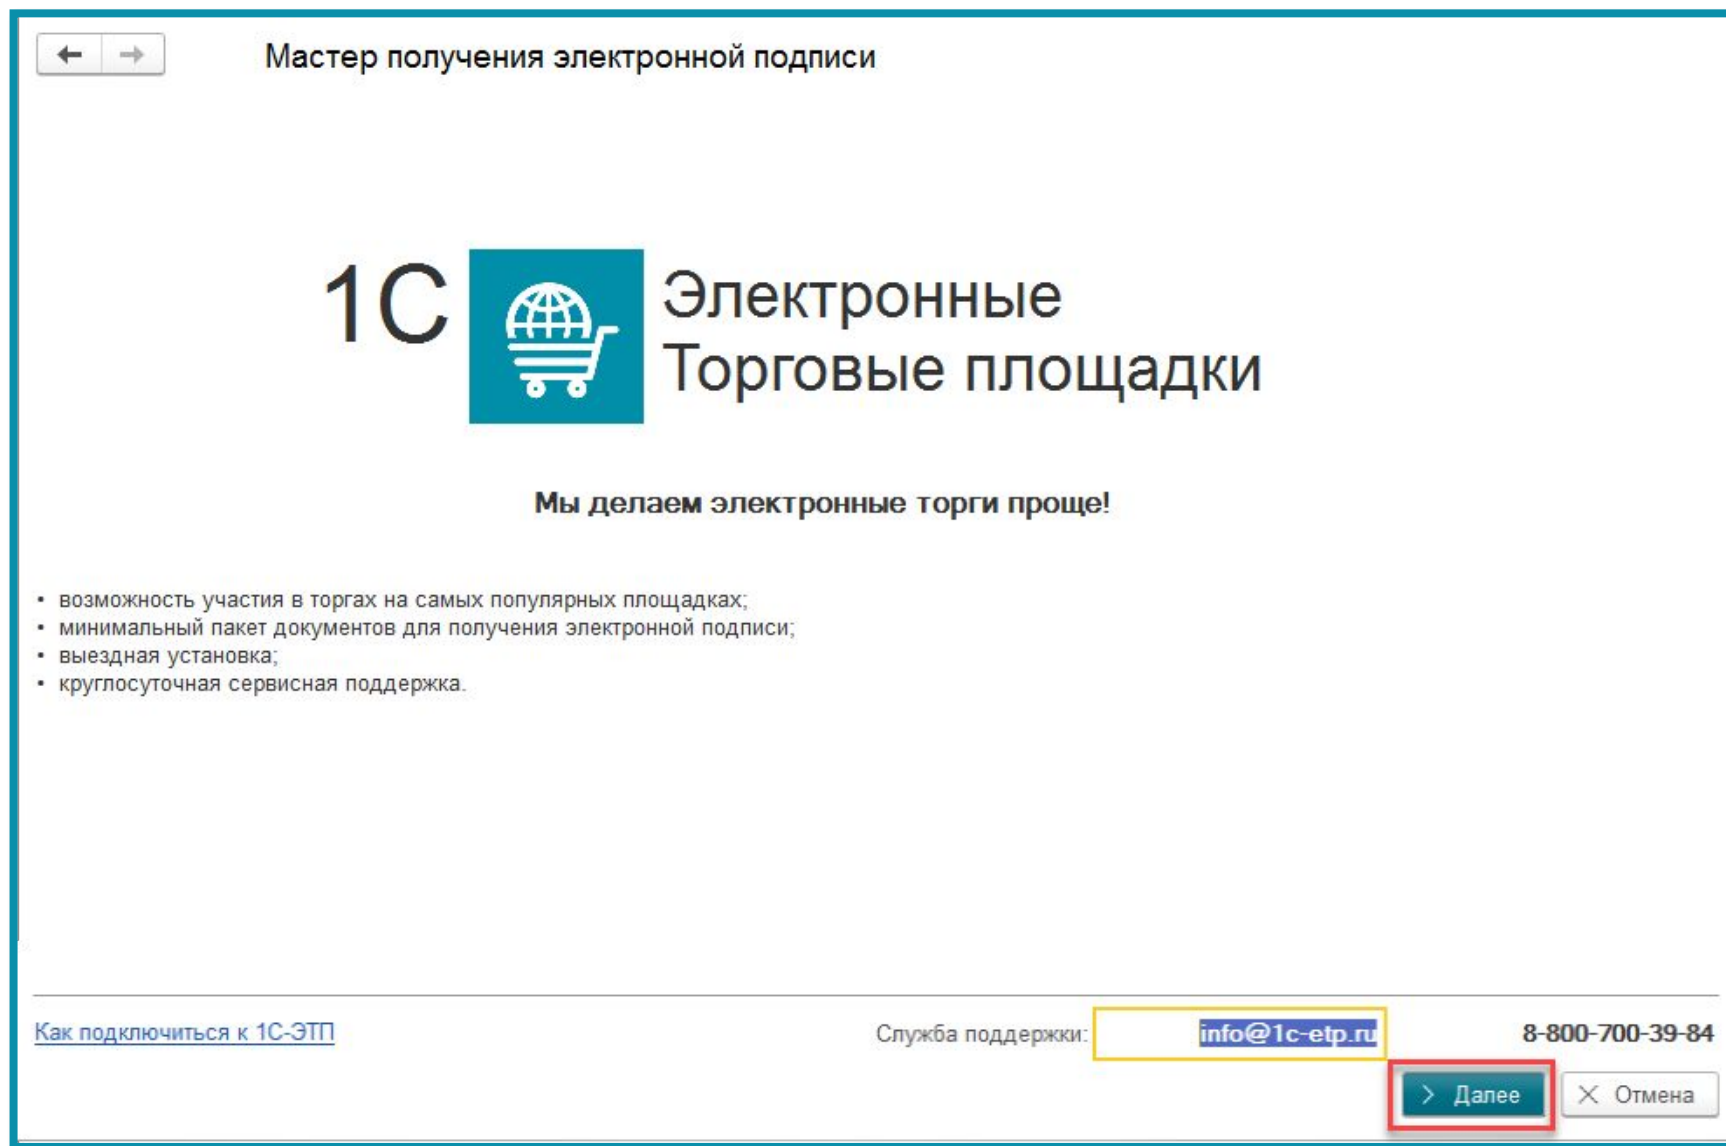 Мастер получения электронной подписи
1С
Электронные
Торговые площадки
Мы делаем электронные торги проще!
• возможность участия в торгах на самых популярных площадках;
• минимальный пакет документов для получения электронной подписи;
• выездная установка;
• круглосуточная сервисная поддержка.
Как подключиться к 1С-ЭТП Служба поддержки: info@1c-etp.ru 8-800-700-39-84
Далее Отмена